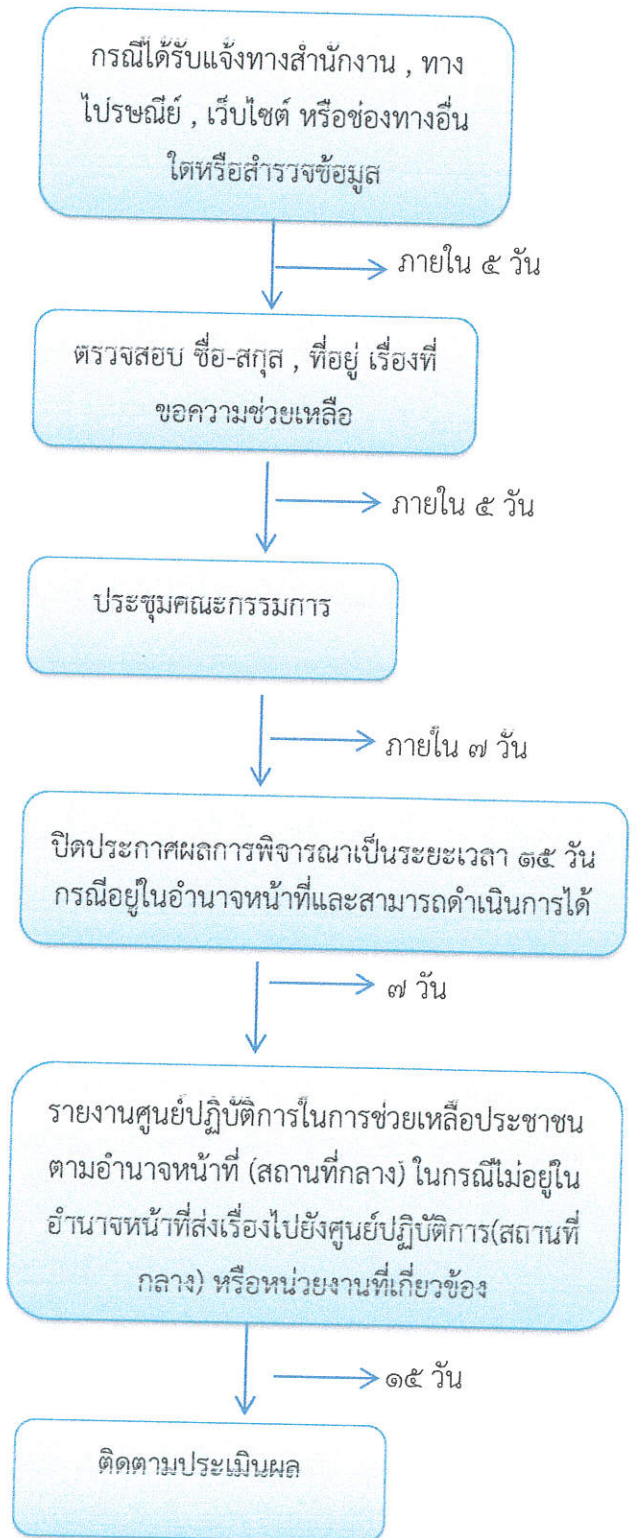 กรณีได้รับแจ้งทางสำนักงาน , ทาง
ไปรษณีย์ , เว็บไซต์ หรือช่องทางอื่น
ใดหรือสำรวจข้อมูล
ภายใน ๕ วัน
ตรวจสอบ ชื่อ-สกุล , ที่อยู่ เรื่องที่
ขอความช่วยเหลือ
ภายใน ๕ วัน
ประชุมคณะกรรมการ
ภายใน ๗ วัน
ปิดประกาศผลการพิจารณาเป็นระยะเวลา ๑๕ วัน
กรณีอยู่ในอำนาจหน้าที่และสามารถดำเนินการได้
๗ วัน
รายงานศูนย์ปฏิบัติการในการช่วยเหลือประชาชน
ตามอำนาจหน้าที่ (สถานที่กลาง) ในกรณีไม่อยู่ใน
อำนาจหน้าที่ส่งเรื่องไปยังศูนย์ปฏิบัติการ(สถานที่
กลาง) หรือหน่วยงานที่เกี่ยวข้อง
๑๕ วัน
ติดตามประเมินผล